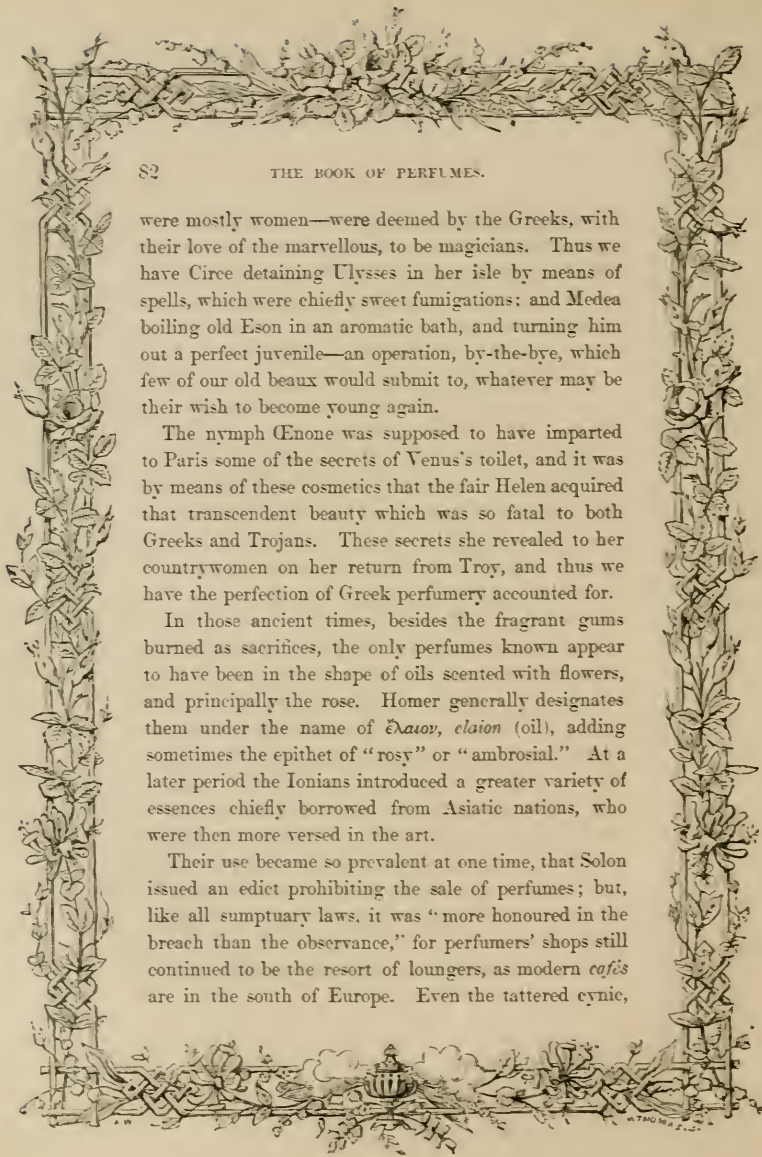 82 THE BOOK OF PERFUMES.
were mostly women—were deemed by the Greeks, with
their love of the marvellous, to be magicians. Thus we
have Circe detaining Ulysses in her isle by means of
spells, which were chiefly sweet fumigations; and Medea
boiling old Eson in an aromatic bath, and turning him
out a perfect juvenile—an operation, by-the-bye, which
few of our old beaux would submit to, whatever may be
their wish to become young again.
The nymph Œnone was supposed to have imparted
to Paris some of the secrets of Venus's toilet, and it was
by means of these cosmetics that the fair Helen acquired
that transcendent beauty which was so fatal to both
Greeks and Trojans. These secrets she revealed to her
countrywomen on her return from Troy, and thus we
have the perfection of Greek perfumery accounted for.
In those ancient times, besides the fragrant gums
burned as sacrifices, the only perfumes known appear
to have been in the shape of oils scented with flowers,
and principally the rose. Homer generally designates
them under the name of ἔλαιον, elaion (oil), adding
sometimes the epithet of “rosy” or “ambrosial.” At a
later period the Ionians introduced a greater variety of
essences chiefly borrowed from Asiatic nations, who
were then more versed in the art.
Their use became so prevalent at one time, that Solon
issued an edict prohibiting the sale of perfumes; but,
like all sumptuary laws, it was “more honoured in the
breach than the observance,” for perfumers' shops still
continued to be the resort of loungers, as modern cafés
are in the south of Europe. Even the tattered cynic,
THOMAS